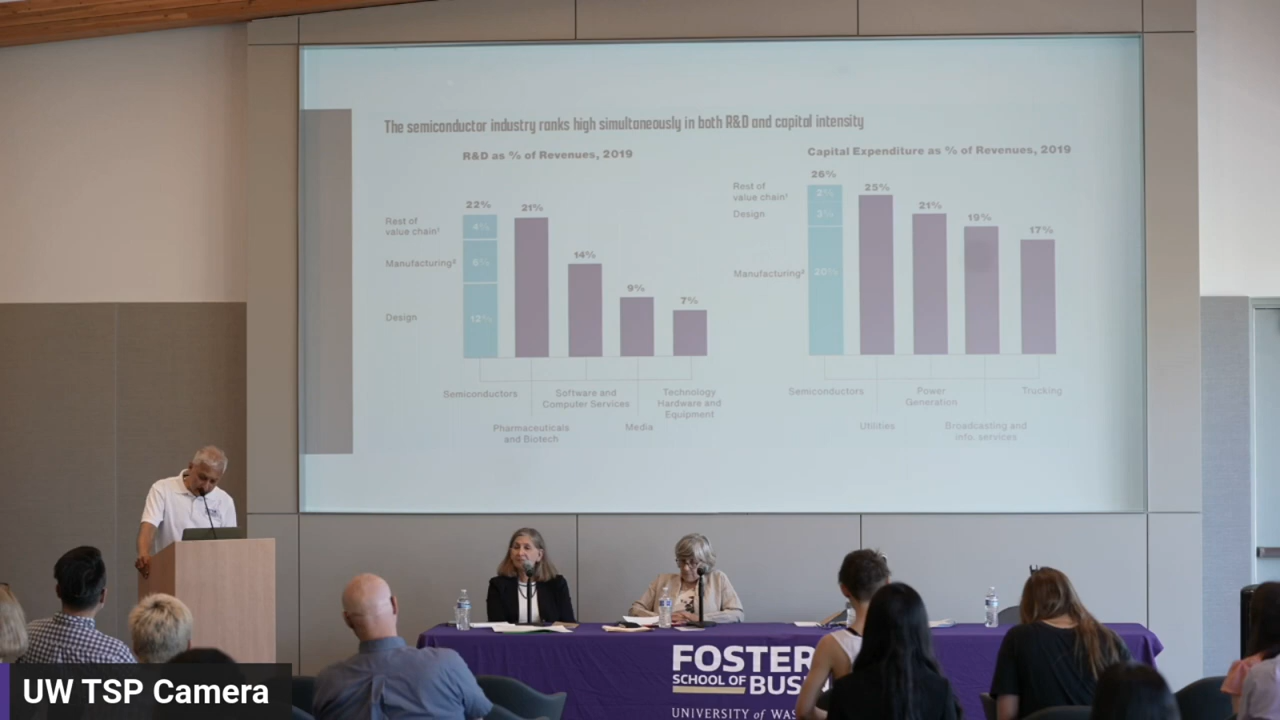 The semiconductor industry ranks high simultaneously in both R&D and capital intensity
R&D as % of Revenues, 2019
22%
21%
14%
9%
7%
Rest of
value chain¹
Manufacturing²
Design
4%
6%
12%
Semiconductors
Pharmaceuticals
and Biotech
Software and
Computer Services
Media
Technology
Hardware and
Equipment
Capital Expenditure as % of Revenues, 2019
26%
25%
21%
19%
17%
Rest of
value chain¹
Design
Manufacturing²
2%
3%
20%
Semiconductors
Utilities
Power
Generation
Broadcasting and
info. services
Trucking
FOSTER
SCHOOL OF BUS
UNIVERSITY of WAS
UW TSP Camera